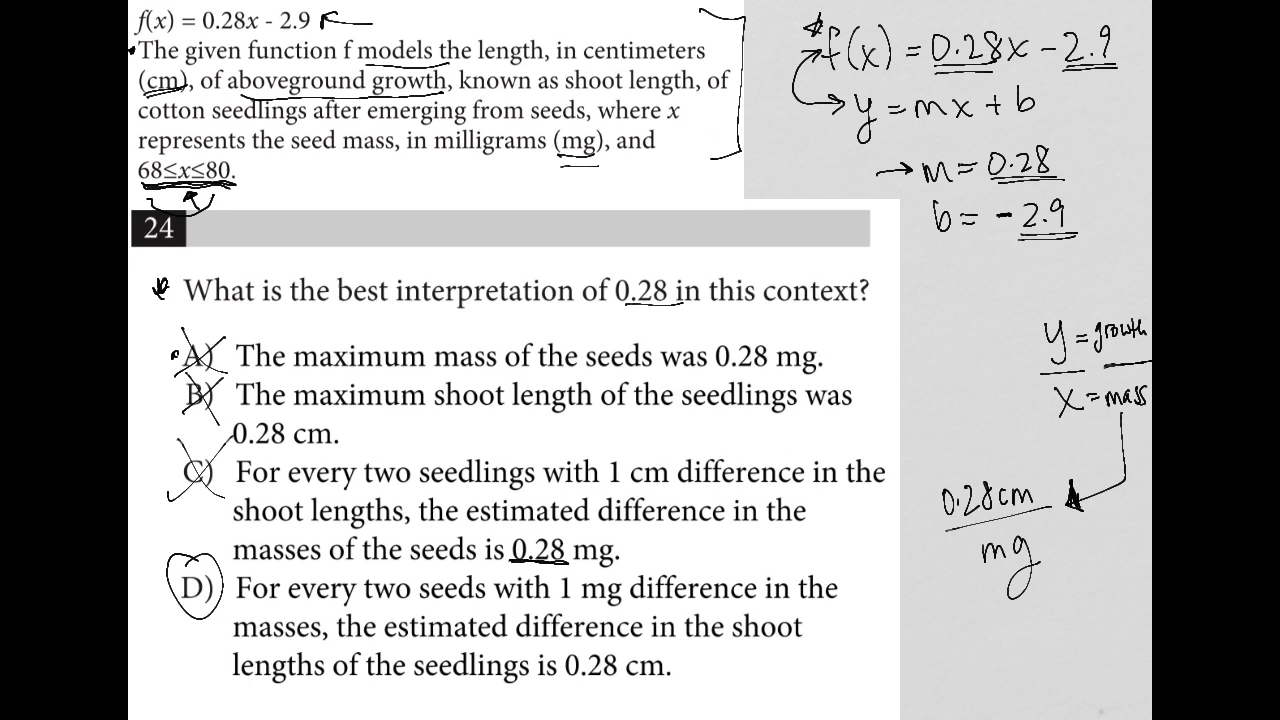 f(x) = 0.28x - 2.9
The given function f models the length, in centimeters
(cm), of aboveground growth, known as shoot length, of
cotton seedlings after emerging from seeds, where x
represents the seed mass, in milligrams (mg), and
68≤x≤80.
24
What is the best interpretation of 0.28 in this context?
A) The maximum mass of the seeds was 0.28 mg.
B) The maximum shoot length of the seedlings was
0.28 cm.
C) For every two seedlings with 1 cm difference in the
shoot lengths, the estimated difference in the
masses of the seeds is 0.28 mg.
D) For every two seeds with 1 mg difference in the
masses, the estimated difference in the shoot
lengths of the seedlings is 0.28 cm.
f(x) = 0.28x - 2.9
y = mx + b
m = 0.28
b = - 2.9
y = growth
x = mass
0.28 cm
mg